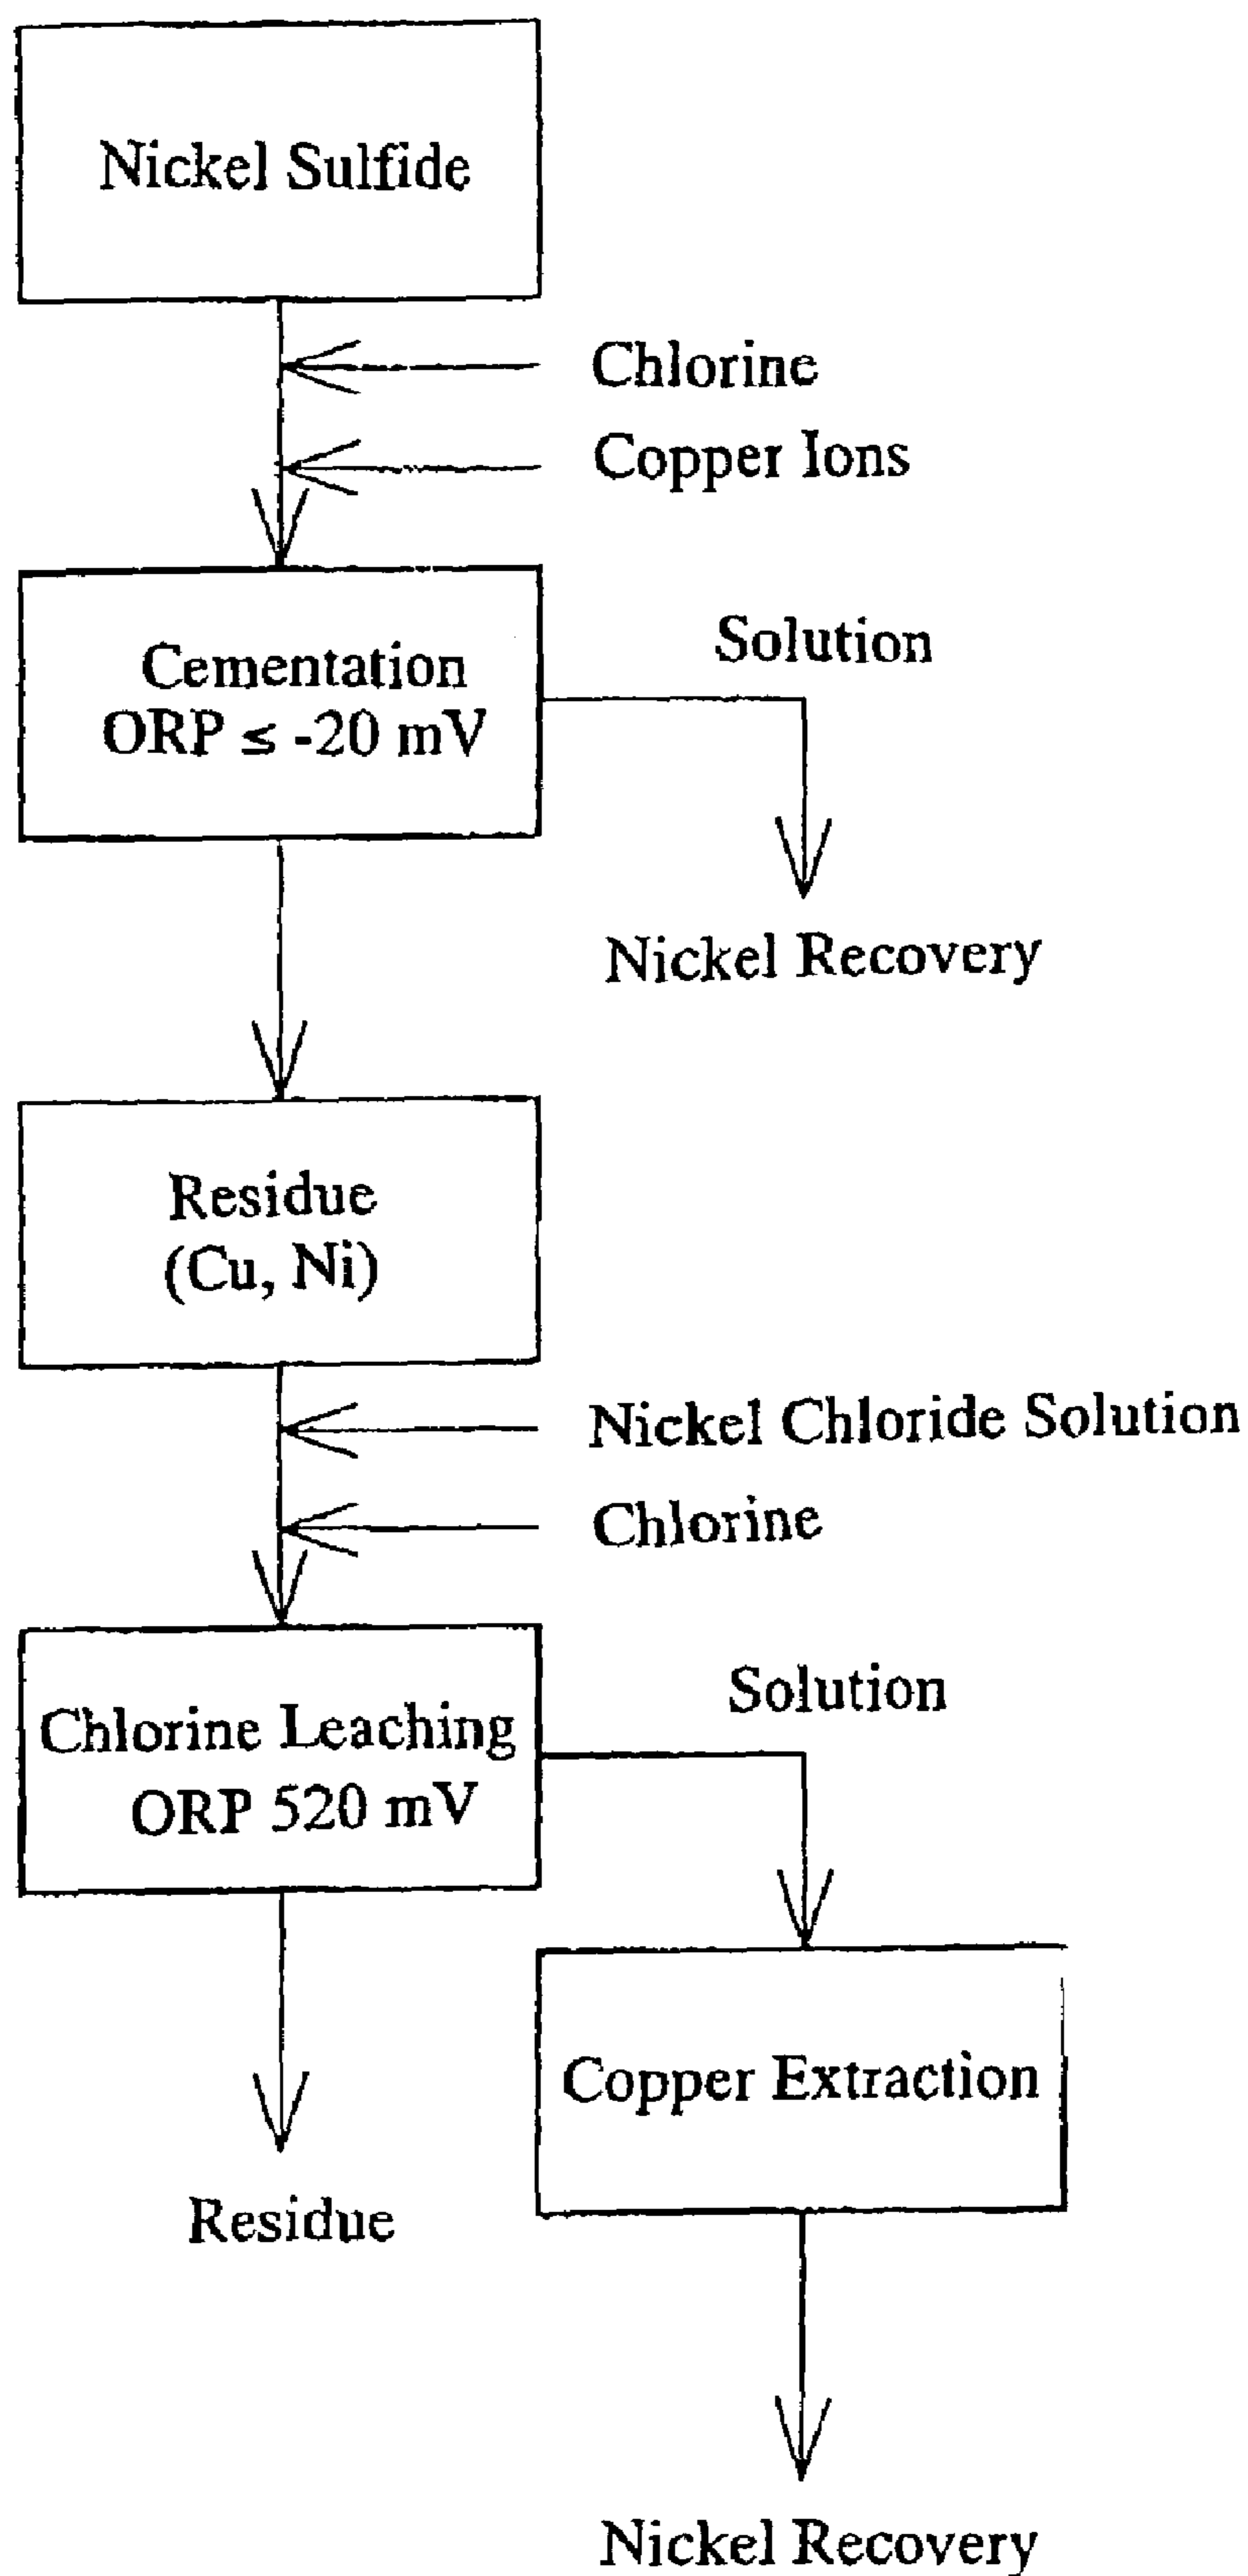 Nickel Sulfide
Chlorine
Copper Ions
Cementation
ORP ≤ -20 mV
Solution
Nickel Recovery
Residue
(Cu, Ni)
Nickel Chloride Solution
Chlorine
Chlorine Leaching
ORP 520 mV
Solution
Copper Extraction
Residue
Nickel Recovery